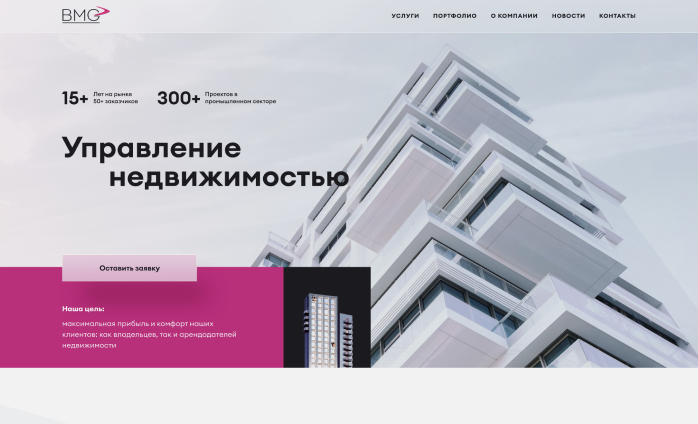 BMG
УСЛУГИ ПОРТФОЛИО О КОМПАНИИ НОВОСТИ КОНТАКТЫ
15+ Лет на рынке
50+ заказчиков
300+ Проектов в
промышленном секторе
Управление
недвижимостью
Оставить заявку
Наша цель:
максимальная прибыль и комфорт наших
клиентов: как владельцев, так и арендодателей
недвижимости